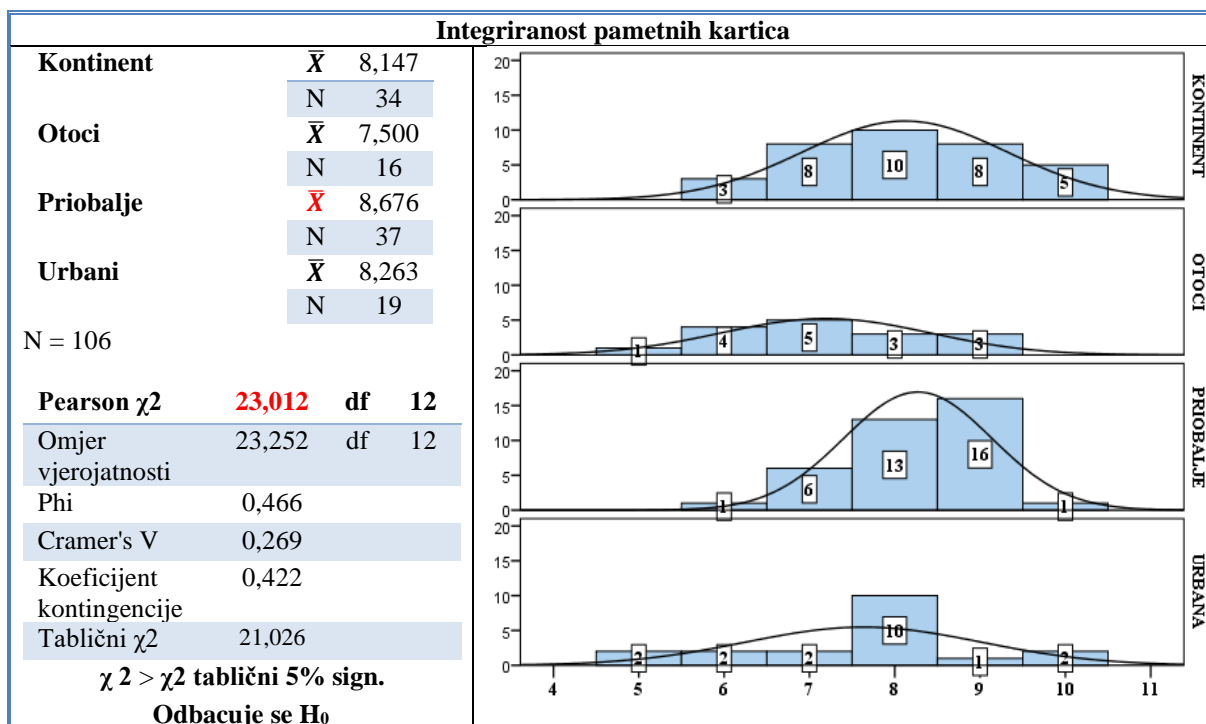 Integriranost pametnih kartica
Kontinent X̄ 8,147
N 34
Otoci X̄ 7,500
N 16
Priobalje X̄ 8,676
N 37
Urbani X̄ 8,263
N 19
N = 106
Pearson χ2 23,012 df 12
Omjer 23,252 df 12
vjerojatnosti
Phi 0,466
Cramer's V 0,269
Koeficijent 0,422
kontingencije
Tablični χ2 21,026
χ 2 > χ2 tablični 5% sign.
Odbacuje se H₀
20
15
10
5
0
3 8 10 8 5
KONTINENT
20
15
10
5
0
1 4 5 3 3
OTOCI
20
15
10
5
0
1 6 13 16 1
PRIOBALJE
20
15
10
5
0
2 2 2 10 1 2
URBANA
4 5 6 7 8 9 10 11